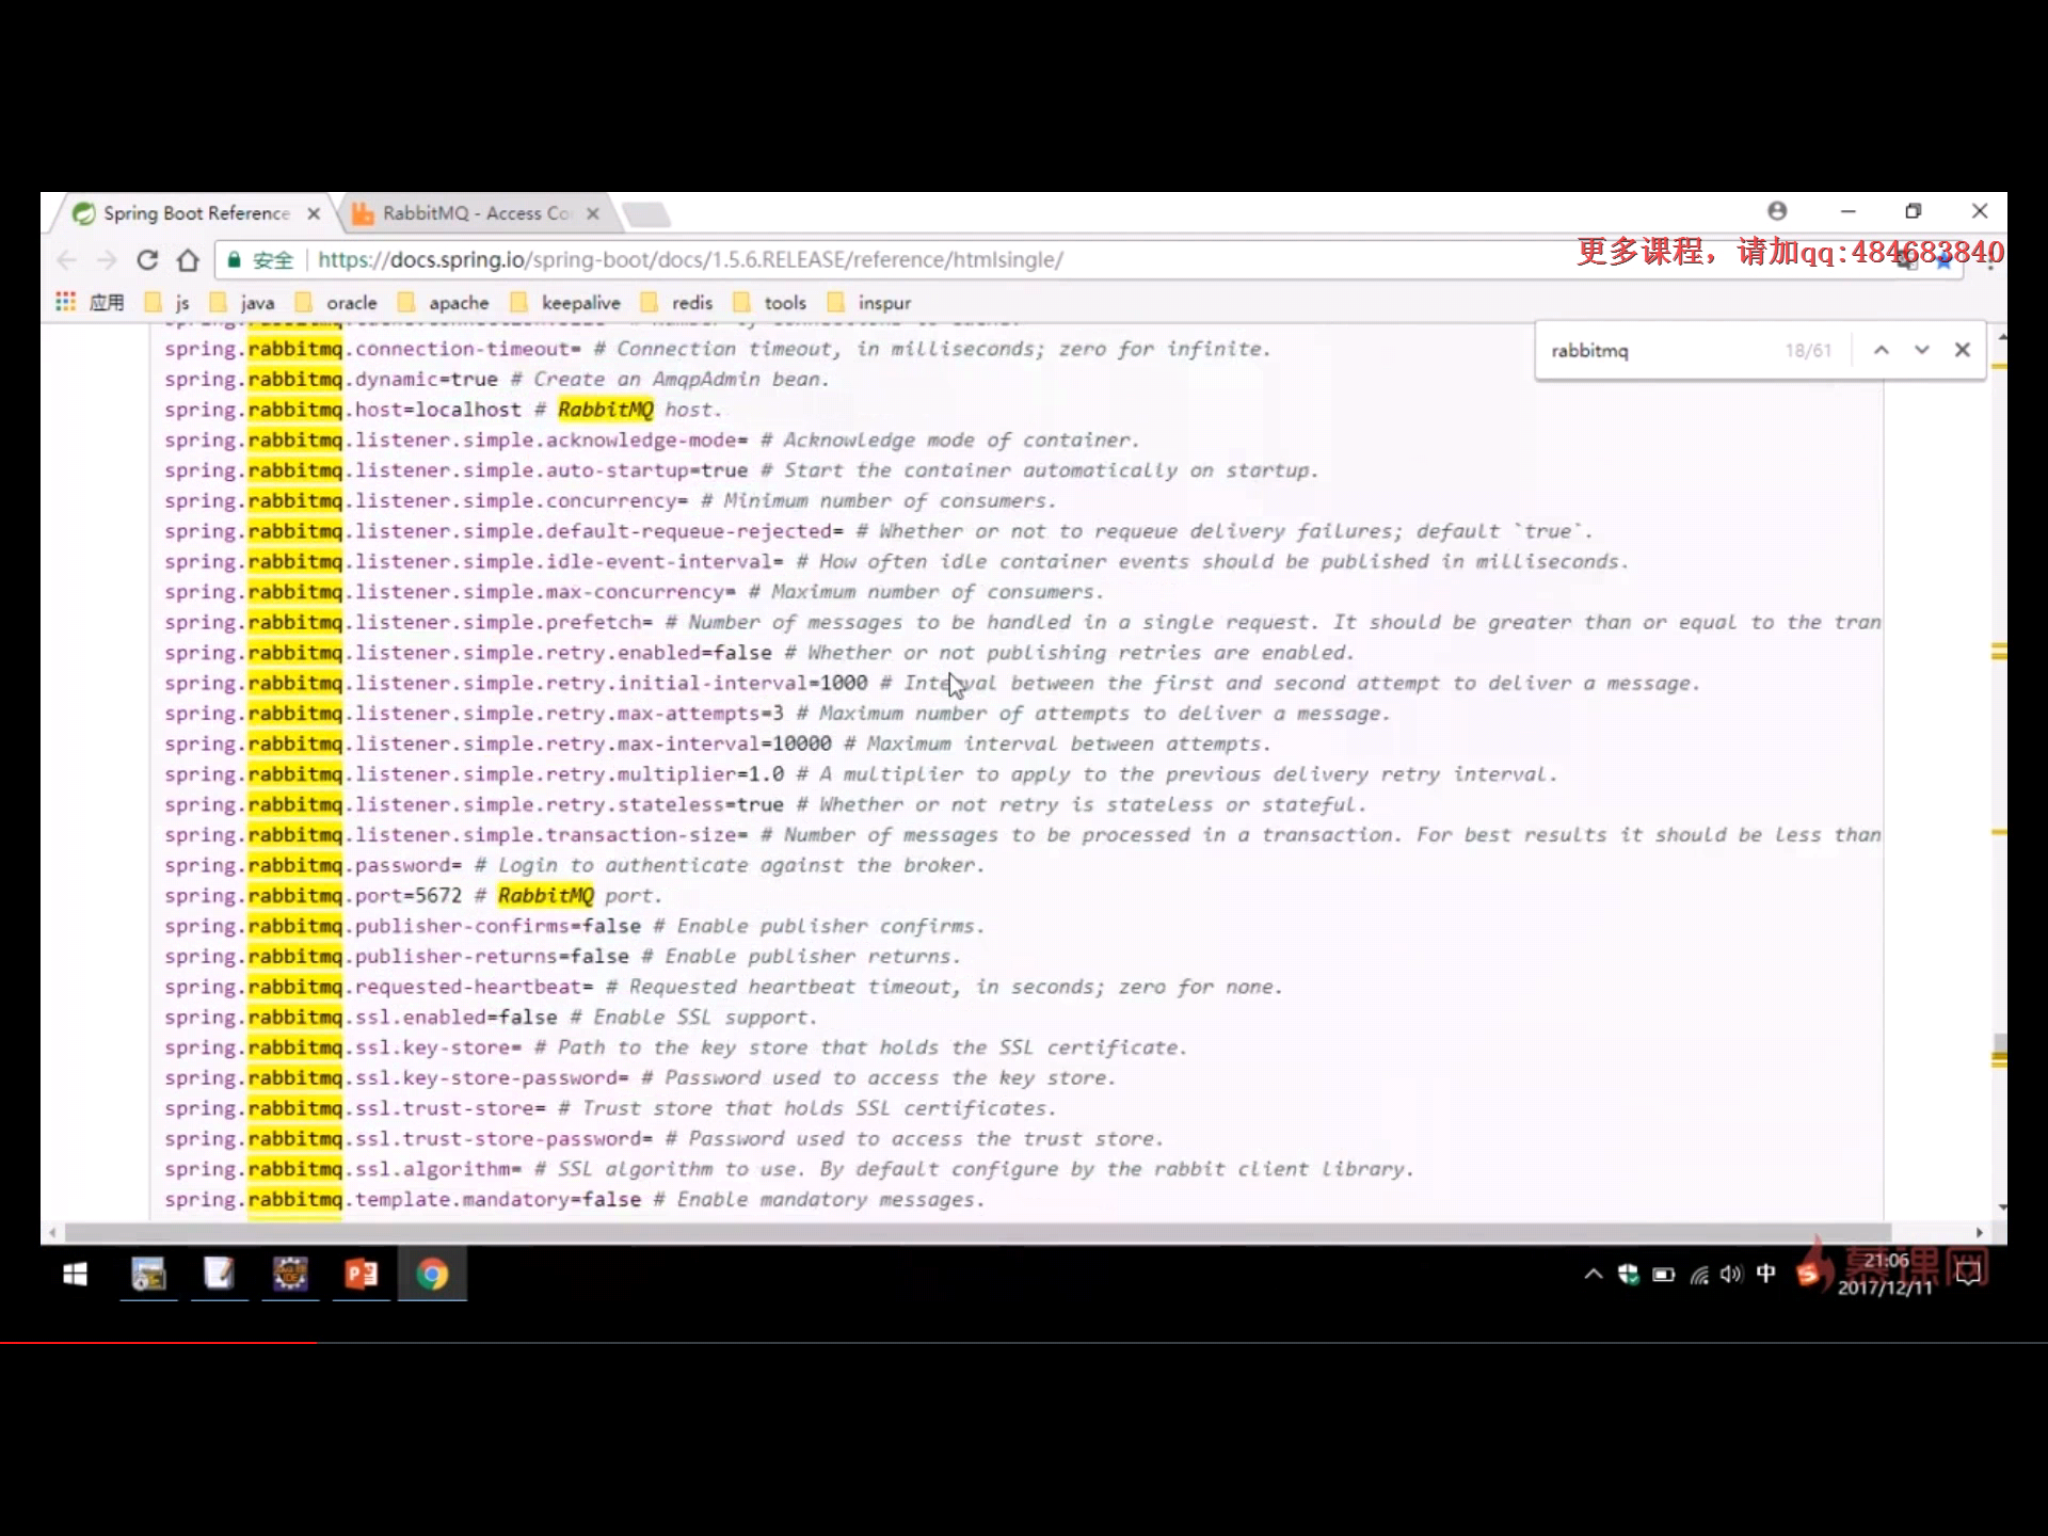 Spring Boot Reference
RabbitMQ - Access Co
安全 https://docs.spring.io/spring-boot/docs/1.5.6.RELEASE/reference/htmlsingle/
更多课程，请加qq:484683840
应用 js java oracle apache keepalive redis tools inspur
rabbitmq 18/61
spring.rabbitmq.connection-timeout= # Connection timeout, in milliseconds; zero for infinite.
spring.rabbitmq.dynamic=true # Create an AmqpAdmin bean.
spring.rabbitmq.host=localhost # RabbitMQ host.
spring.rabbitmq.listener.simple.acknowledge-mode= # Acknowledge mode of container.
spring.rabbitmq.listener.simple.auto-startup=true # Start the container automatically on startup.
spring.rabbitmq.listener.simple.concurrency= # Minimum number of consumers.
spring.rabbitmq.listener.simple.default-requeue-rejected= # Whether or not to requeue delivery failures; default `true`.
spring.rabbitmq.listener.simple.idle-event-interval= # How often idle container events should be published in milliseconds.
spring.rabbitmq.listener.simple.max-concurrency= # Maximum number of consumers.
spring.rabbitmq.listener.simple.prefetch= # Number of messages to be handled in a single request. It should be greater than or equal to the tran
spring.rabbitmq.listener.simple.retry.enabled=false # Whether or not publishing retries are enabled.
spring.rabbitmq.listener.simple.retry.initial-interval=1000 # Interval between the first and second attempt to deliver a message.
spring.rabbitmq.listener.simple.retry.max-attempts=3 # Maximum number of attempts to deliver a message.
spring.rabbitmq.listener.simple.retry.max-interval=10000 # Maximum interval between attempts.
spring.rabbitmq.listener.simple.retry.multiplier=1.0 # A multiplier to apply to the previous delivery retry interval.
spring.rabbitmq.listener.simple.retry.stateless=true # Whether or not retry is stateless or stateful.
spring.rabbitmq.listener.simple.transaction-size= # Number of messages to be processed in a transaction. For best results it should be less than
spring.rabbitmq.password= # Login to authenticate against the broker.
spring.rabbitmq.port=5672 # RabbitMQ port.
spring.rabbitmq.publisher-confirms=false # Enable publisher confirms.
spring.rabbitmq.publisher-returns=false # Enable publisher returns.
spring.rabbitmq.requested-heartbeat= # Requested heartbeat timeout, in seconds; zero for none.
spring.rabbitmq.ssl.enabled=false # Enable SSL support.
spring.rabbitmq.ssl.key-store= # Path to the key store that holds the SSL certificate.
spring.rabbitmq.ssl.key-store-password= # Password used to access the key store.
spring.rabbitmq.ssl.trust-store= # Trust store that holds SSL certificates.
spring.rabbitmq.ssl.trust-store-password= # Password used to access the trust store.
spring.rabbitmq.ssl.algorithm= # SSL algorithm to use. By default configure by the rabbit client library.
spring.rabbitmq.template.mandatory=false # Enable mandatory messages.
中
慕课网
21:06
2017/12/11